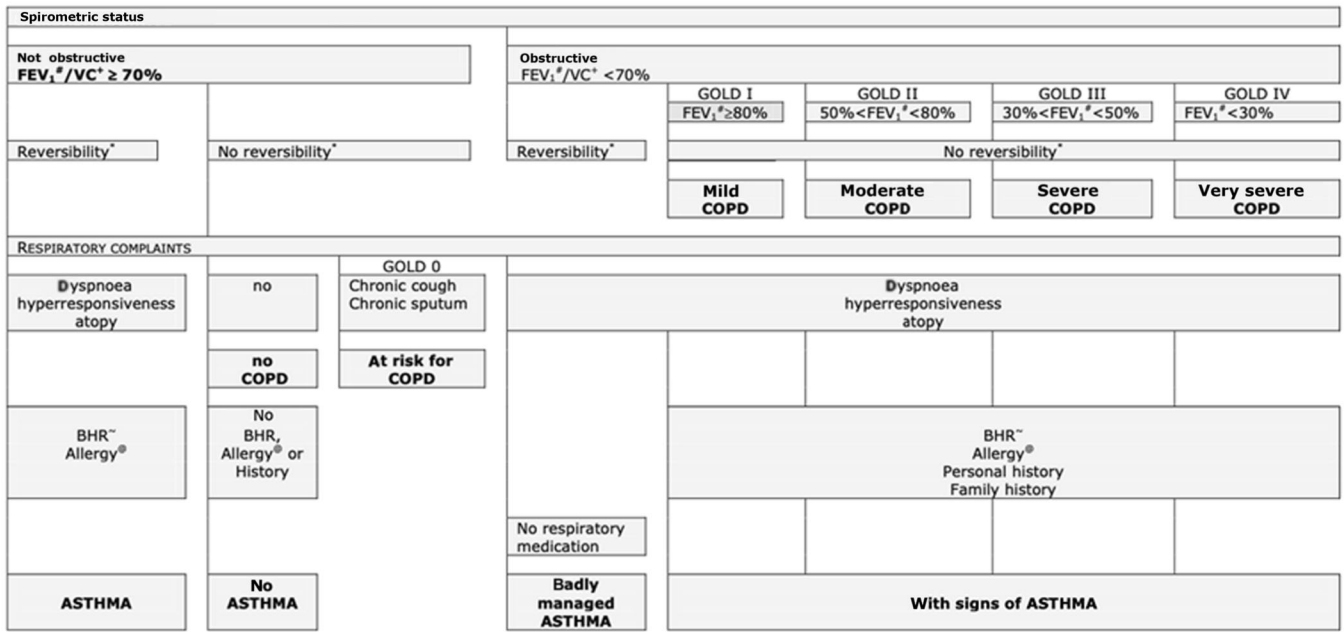 Spirometric status
Not obstructive
FEV₁#/VC⁺ ≥ 70%
Obstructive
FEV₁#/VC⁺ <70%
GOLD I
FEV₁#≥80%
GOLD II
50%<FEV₁#<80%
GOLD III
30%<FEV₁#<50%
GOLD IV
FEV₁#<30%
Reversibility*
No reversibility*
Reversibility*
No reversibility*
Mild
COPD
Moderate
COPD
Severe
COPD
Very severe
COPD
RESPIRATORY COMPLAINTS
Dyspnoea
hyperresponsiveness
atopy
no
GOLD 0
Chronic cough
Chronic sputum
Dyspnoea
hyperresponsiveness
atopy
no
COPD
At risk for
COPD
BHR~
Allergy@
No
BHR,
Allergy@ or
History
BHR~
Allergy@
Personal history
Family history
No respiratory
medication
ASTHMA
No
ASTHMA
Badly
managed
ASTHMA
With signs of ASTHMA